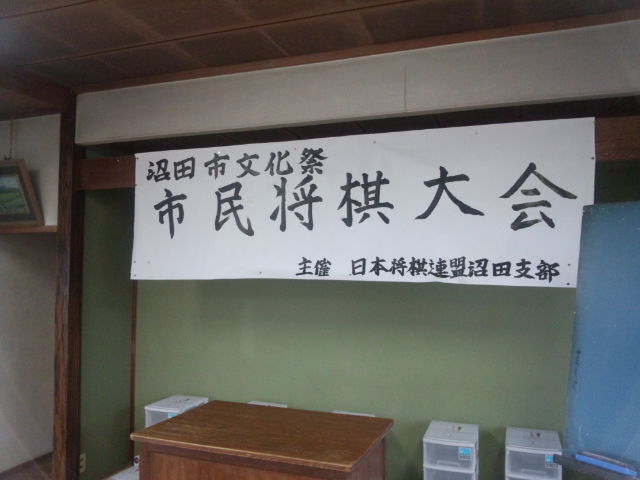 沼田市文化祭
市民将棋大会
主催 日本将棋連盟沼田支部